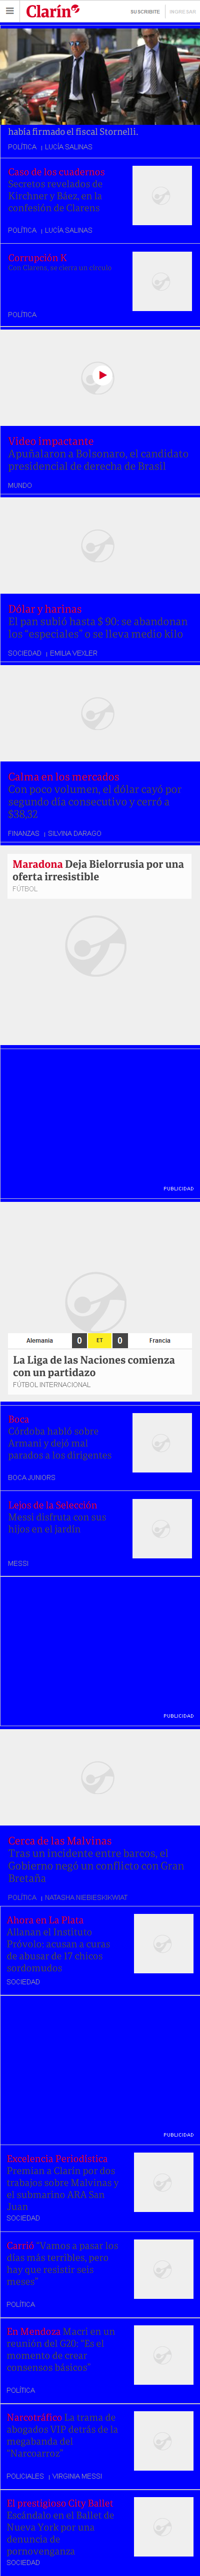 Clarín
SUSCRIBITE
INGRESAR
había firmado el fiscal Stornelli.
POLÍTICA | LUCÍA SALINAS
Caso de los cuadernos
Secretos revelados de
Kirchner y Báez, en la
confesión de Clarens
POLÍTICA | LUCÍA SALINAS
Corrupción K
Con Clarens, se cierra un círculo
POLÍTICA
Video impactante
Apuñalaron a Bolsonaro, el candidato
presidencial de derecha de Brasil
MUNDO
Dólar y harinas
El pan subió hasta $ 90: se abandonan
los "especiales" o se lleva medio kilo
SOCIEDAD | EMILIA VEXLER
Calma en los mercados
Con poco volumen, el dólar cayó por
segundo día consecutivo y cerró a
$38,32
FINANZAS | SILVINA DARAGO
Maradona Deja Bielorrusia por una
oferta irresistible
FÚTBOL
PUBLICIDAD
Alemania 0 ET 0 Francia
La Liga de las Naciones comienza
con un partidazo
FÚTBOL INTERNACIONAL
Boca
Córdoba habló sobre
Armani y dejó mal
parados a los dirigentes
BOCA JUNIORS
Lejos de la Selección
Messi disfruta con sus
hijos en el jardín
MESSI
PUBLICIDAD
Cerca de las Malvinas
Tras un incidente entre barcos, el
Gobierno negó un conflicto con Gran
Bretaña
POLÍTICA | NATASHA NIEBIESKIKWIAT
Ahora en La Plata
Allanan el Instituto
Próvolo: acusan a curas
de abusar de 17 chicos
sordomudos
SOCIEDAD
PUBLICIDAD
Excelencia Periodística
Premian a Clarín por dos
trabajos sobre Malvinas y
el submarino ARA San
Juan
SOCIEDAD
Carrió "Vamos a pasar los
días más terribles, pero
hay que resistir seis
meses"
POLÍTICA
En Mendoza Macri en un
reunión del G20: "Es el
momento de crear
consensos básicos"
POLÍTICA
Narcotráfico La trama de
abogados VIP detrás de la
megabanda del
"Narcoarroz"
POLICIALES | VIRGINIA MESSI
El prestigioso City Ballet
Escándalo en el Ballet de
Nueva York por una
denuncia de
pornovenganza
SOCIEDAD